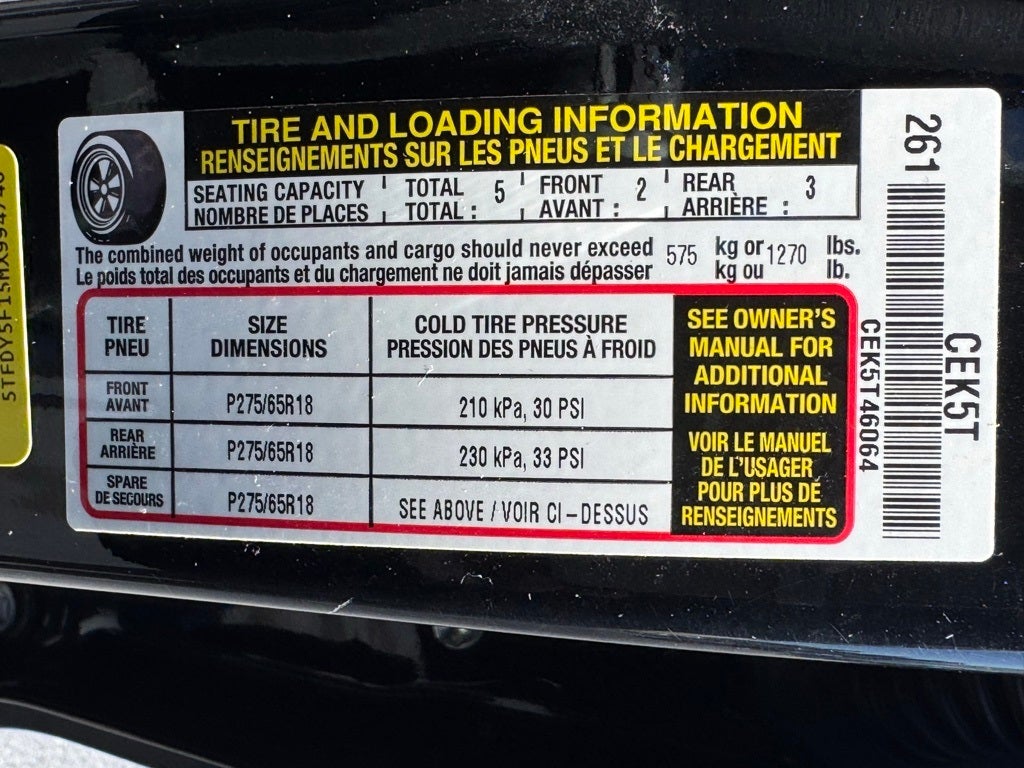 TIRE AND LOADING INFORMATION
RENSEIGNEMENTS SUR LES PNEUS ET LE CHARGEMENT
SEATING CAPACITY TOTAL 5 FRONT 2 REAR 3
NOMBRE DE PLACES TOTAL : AVANT : ARRIÈRE :
The combined weight of occupants and cargo should never exceed 575 kg or 1270 lbs.
Le poids total des occupants et du chargement ne doit jamais dépasser kg ou lb.
TIRE SIZE COLD TIRE PRESSURE
PNEU DIMENSIONS PRESSION DES PNEUS À FROID
FRONT
AVANT P275/65R18 210 kPa, 30 PSI
REAR
ARRIÈRE P275/65R18 230 kPa, 33 PSI
SPARE
DE SECOURS P275/65R18 SEE ABOVE / VOIR CI-DESSUS
SEE OWNER'S
MANUAL FOR
ADDITIONAL
INFORMATION
VOIR LE MANUEL
DE L'USAGER
POUR PLUS DE
RENSEIGNEMENTS
261
CEK5T46064
CEK5T